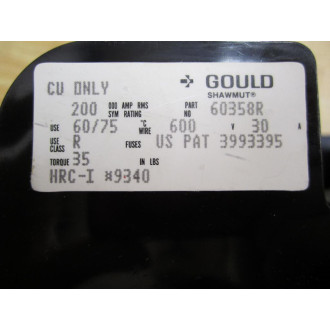 CU ONLY GOULD
SHAWMUT®
200 000 AMP RMS SYM RATING PART NO 60358R
USE 60/75 °C WIRE 600 V 30 A
USE CLASS R FUSES US PAT 3993395
TORQUE 35 IN LBS
HRC-I ¤9340